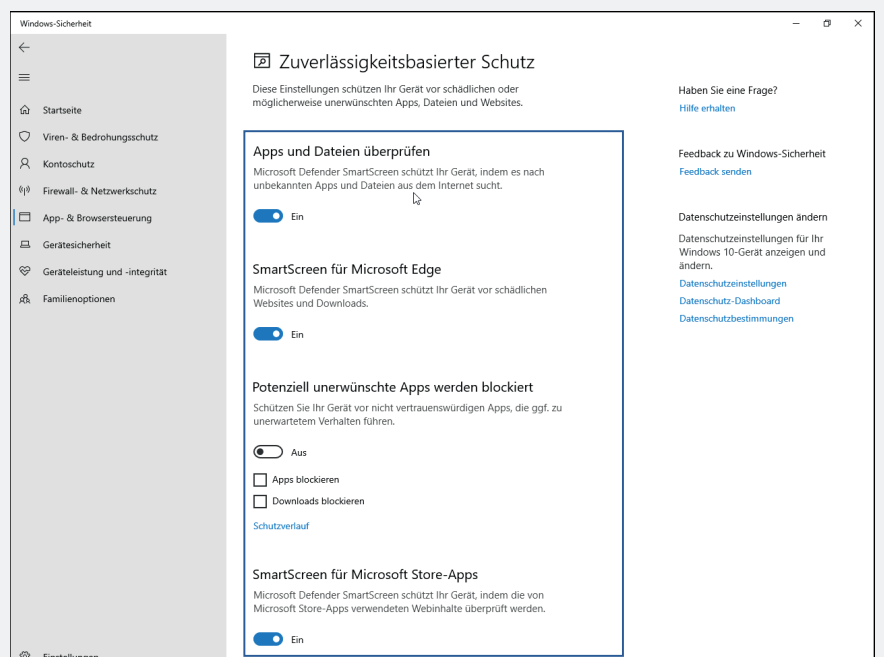 Windows-Sicherheit
Startseite
Viren- & Bedrohungsschutz
Kontoschutz
Firewall- & Netzwerkschutz
App- & Browsersteuerung
Gerätesicherheit
Geräteleistung und -integrität
Familienoptionen
Einstellungen
Zuverlässigkeitsbasierter Schutz
Diese Einstellungen schützen Ihr Gerät vor schädlichen oder
möglicherweise unerwünschten Apps, Dateien und Websites.
Apps und Dateien überprüfen
Microsoft Defender SmartScreen schützt Ihr Gerät, indem es nach
unbekannten Apps und Dateien aus dem Internet sucht.
Ein
SmartScreen für Microsoft Edge
Microsoft Defender SmartScreen schützt Ihr Gerät vor schädlichen
Websites und Downloads.
Ein
Potenziell unerwünschte Apps werden blockiert
Schützen Sie Ihr Gerät vor nicht vertrauenswürdigen Apps, die ggf. zu
unerwartetem Verhalten führen.
Aus
Apps blockieren
Downloads blockieren
Schutzverlauf
SmartScreen für Microsoft Store-Apps
Microsoft Defender SmartScreen schützt Ihr Gerät, indem die von
Microsoft Store-Apps verwendeten Webinhalte überprüft werden.
Ein
Haben Sie eine Frage?
Hilfe erhalten
Feedback zu Windows-Sicherheit
Feedback senden
Datenschutzeinstellungen ändern
Datenschutzeinstellungen für Ihr
Windows 10-Gerät anzeigen und
ändern.
Datenschutzeinstellungen
Datenschutz-Dashboard
Datenschutzbestimmungen